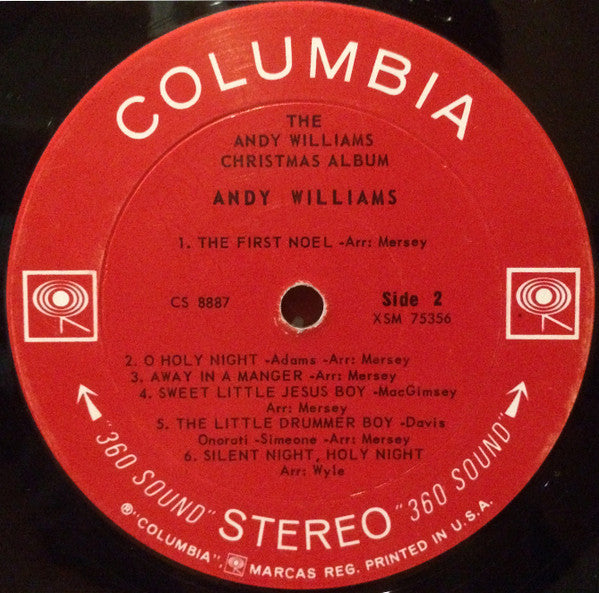 COLUMBIA
THE
ANDY WILLIAMS
CHRISTMAS ALBUM
ANDY WILLIAMS
1. THE FIRST NOEL -Arr: Mersey
CS 8887
Side 2
XSM 75356
2. O HOLY NIGHT -Adams -Arr: Mersey
3. AWAY IN A MANGER -Arr: Mersey
4. SWEET LITTLE JESUS BOY -MacGimsey
Arr: Mersey
5. THE LITTLE DRUMMER BOY -Davis
Onorati -Simeone -Arr: Mersey
6. SILENT NIGHT, HOLY NIGHT
Arr: Wyle
"360 SOUND" STEREO "360 SOUND"
®"COLUMBIA", MARCAS REG. PRINTED IN U.S.A.